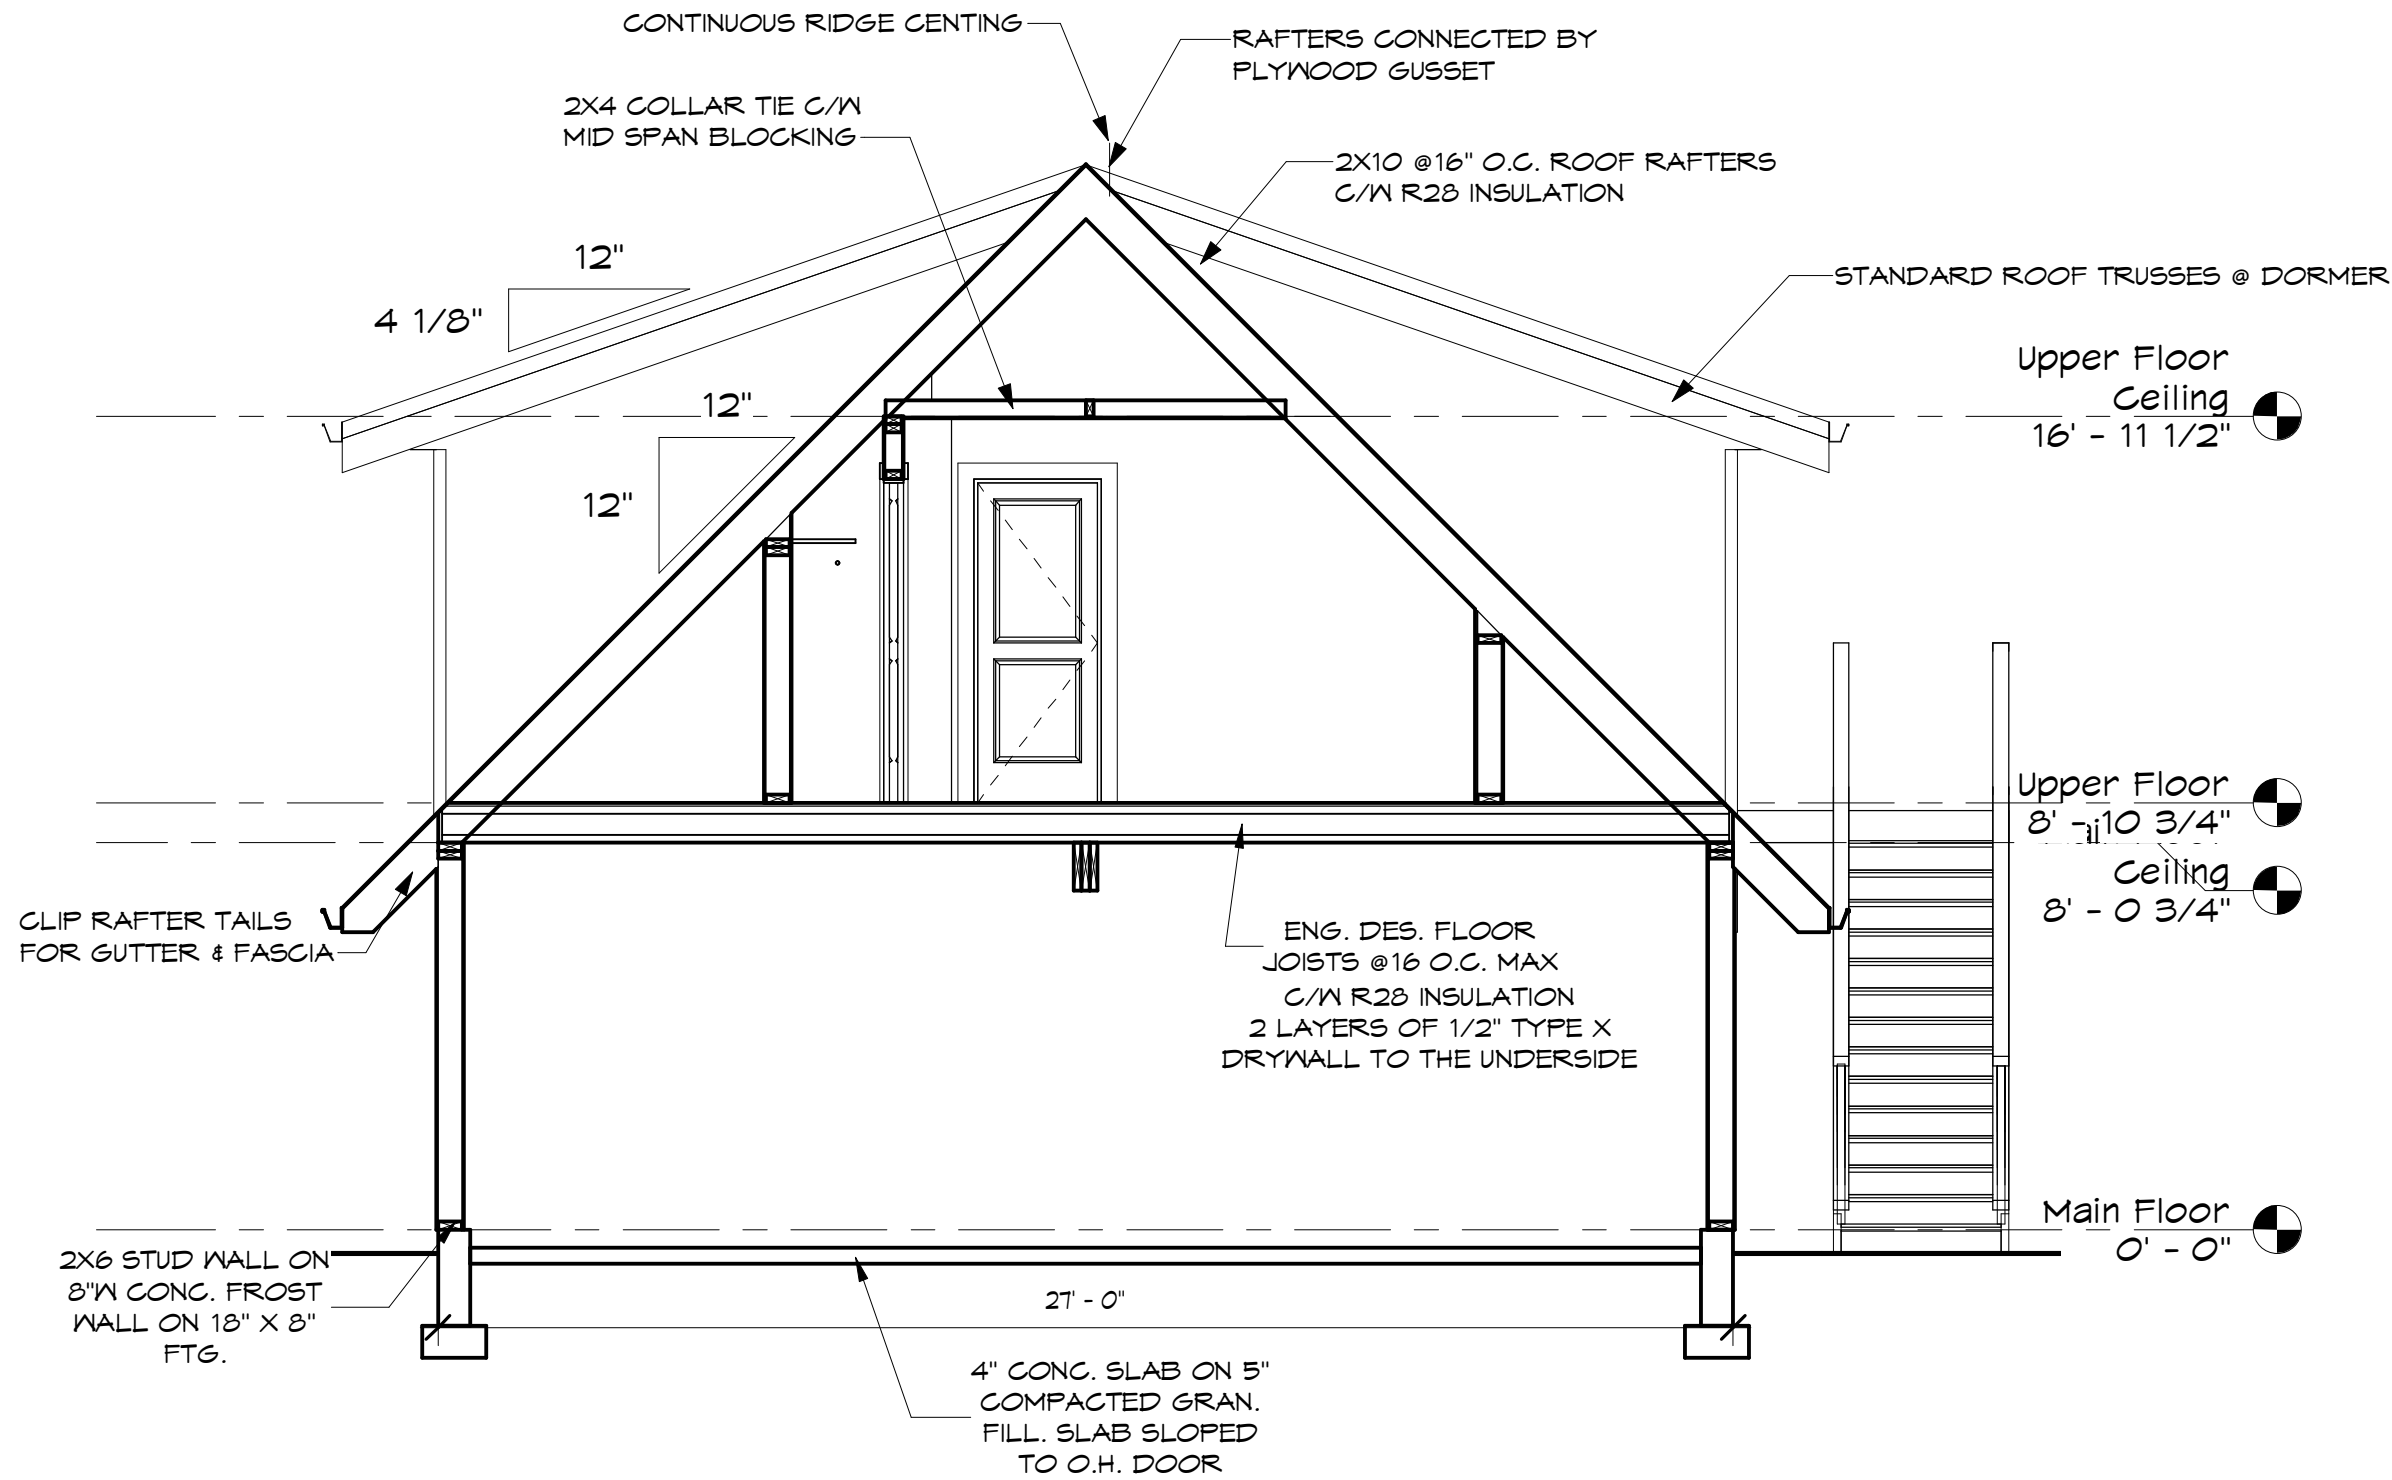 CONTINUOUS RIDGE CENTING
RAFTERS CONNECTED BY
PLYWOOD GUSSET
2X4 COLLAR TIE C/W
MID SPAN BLOCKING
2X10 @16" O.C. ROOF RAFTERS
C/W R28 INSULATION
12"
4 1/8"
STANDARD ROOF TRUSSES @ DORMER
Upper Floor
Ceiling
16' - 11 1/2"
12"
12"
Upper Floor
8' - 10 3/4"
Ceiling
8' - 0 3/4"
CLIP RAFTER TAILS
FOR GUTTER & FASCIA
ENG. DES. FLOOR
JOISTS @16 O.C. MAX
C/W R28 INSULATION
2 LAYERS OF 1/2" TYPE X
DRYWALL TO THE UNDERSIDE
Main Floor
0' - 0"
2X6 STUD WALL ON
8"W CONC. FROST
WALL ON 18" X 8"
FTG.
27' - 0"
4" CONC. SLAB ON 5"
COMPACTED GRAN.
FILL. SLAB SLOPED
TO O.H. DOOR